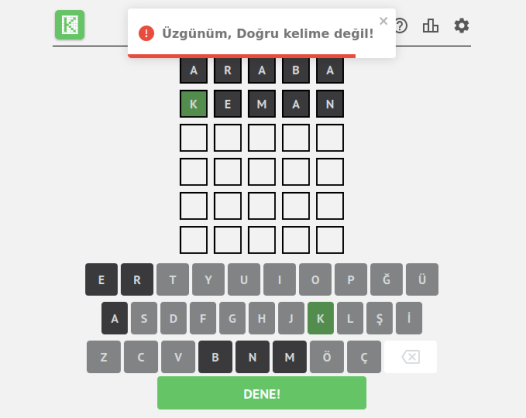 Üzgünüm, Doğru kelime değil!
A R A B A
K E M A N
E R T Y U I O P Ğ Ü
A S D F G H J K L Ş İ
Z C V B N M Ö Ç
DENE!